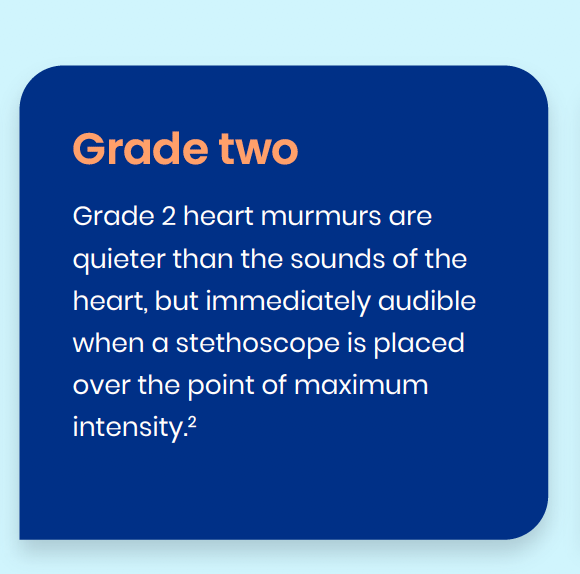 Grade two
Grade 2 heart murmurs are
quieter than the sounds of the
heart, but immediately audible
when a stethoscope is placed
over the point of maximum
intensity.²